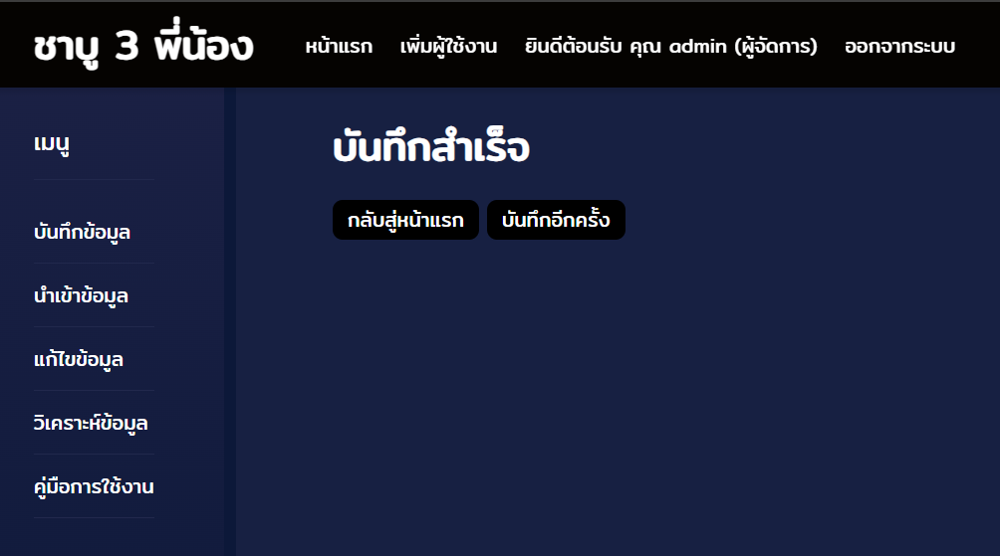 ชาบู 3 พี่น้อง หน้าแรก เพิ่มผู้ใช้งาน ยินดีต้อนรับ คุณ admin (ผู้จัดการ) ออกจากระบบ
เมนู
บันทึกข้อมูล
นำเข้าข้อมูล
แก้ไขข้อมูล
วิเคราะห์ข้อมูล
คู่มือการใช้งาน
บันทึกสำเร็จ
กลับสู่หน้าแรก บันทึกอีกครั้ง